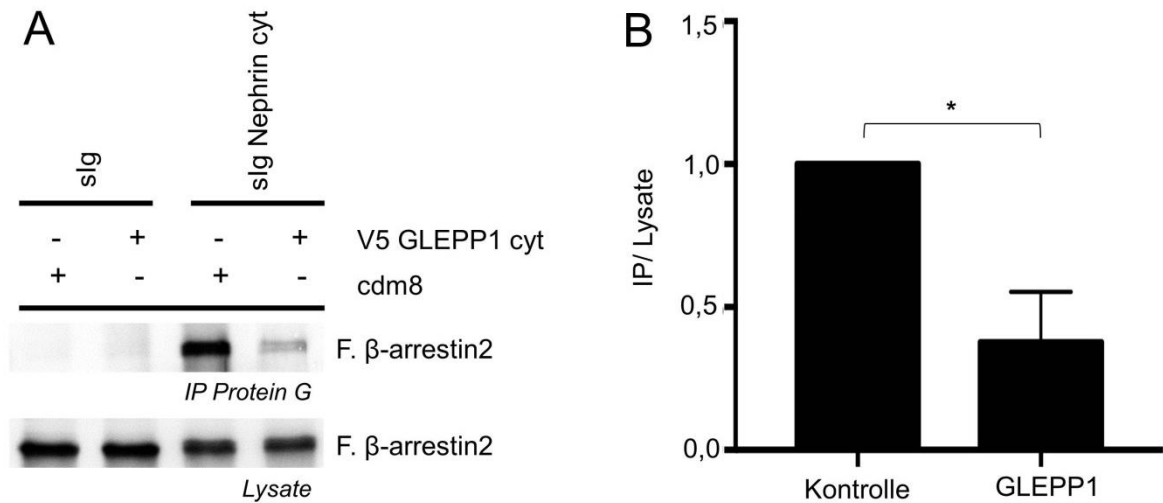 A
sIg
sIg Nephrin cyt
- + - + V5 GLEPP1 cyt
+ - + - cdm8
F. β-arrestin2
IP Protein G
F. β-arrestin2
Lysate
B
IP/ Lysate
1,5
1,0
0,5
0,0
*
Kontrolle GLEPP1